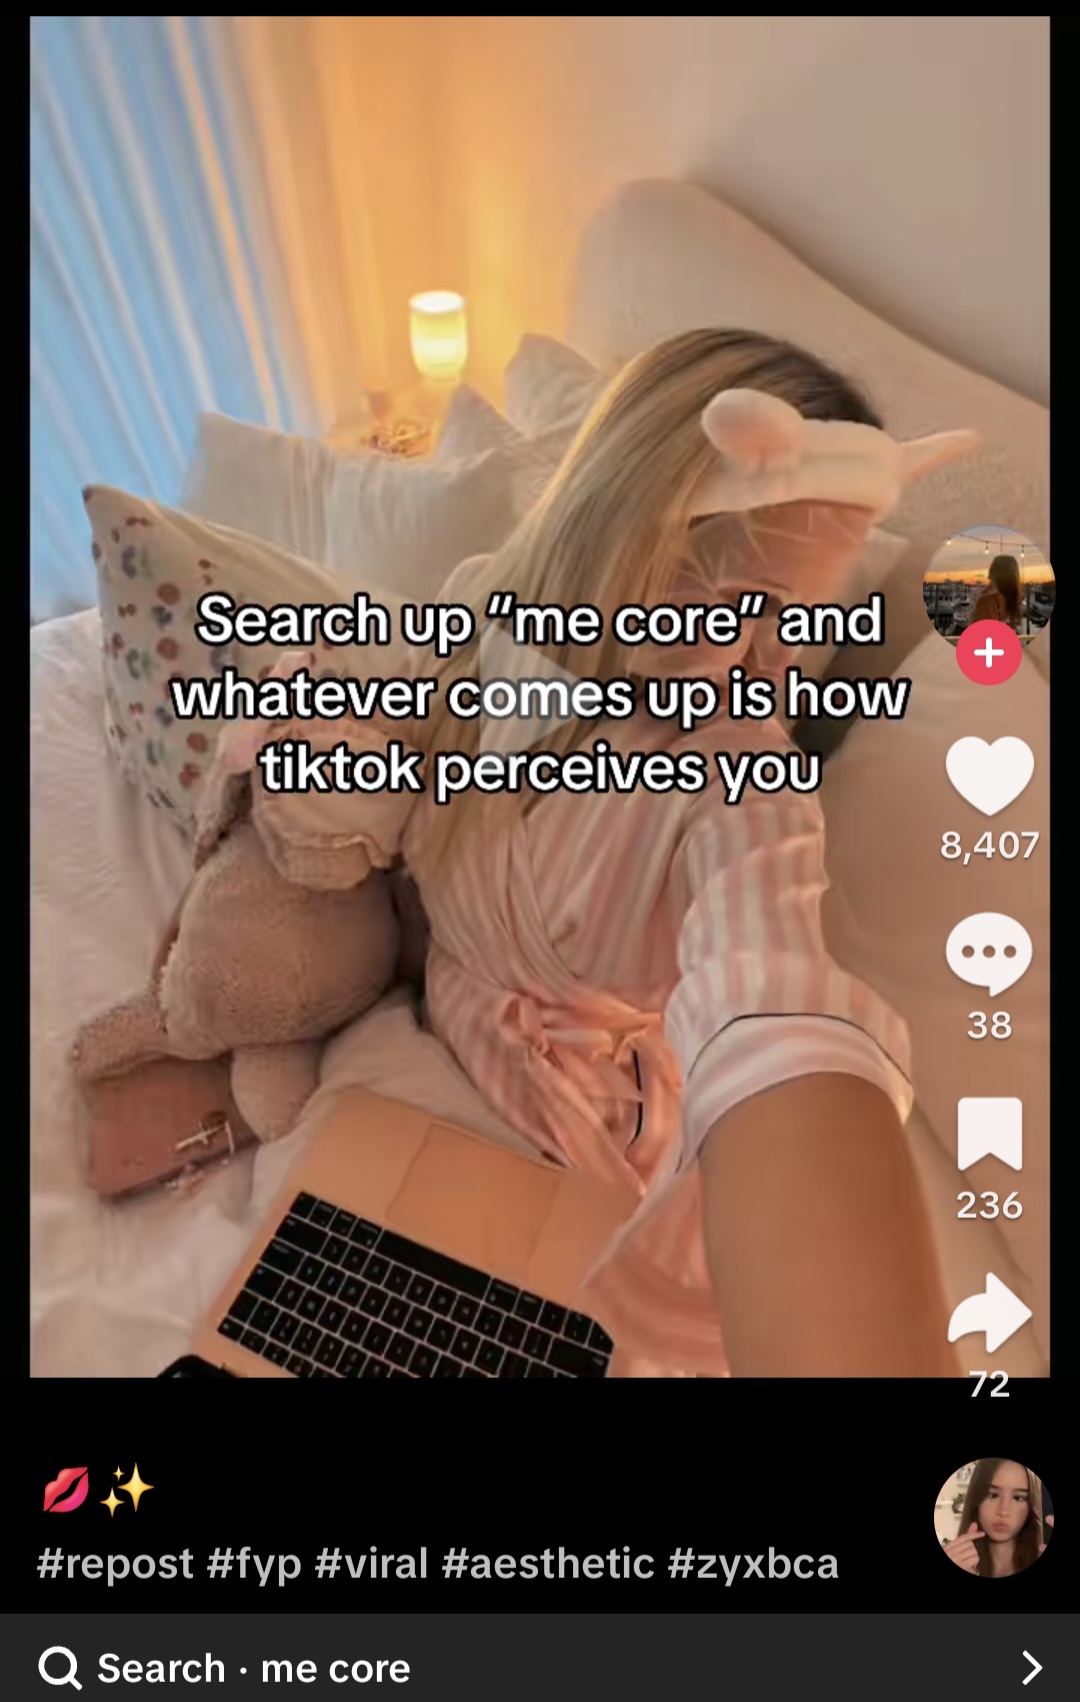 Search up “me core” and
whatever comes up is how
tiktok perceives you
8,407
38
236
72
💋✨
#repost #fyp #viral #aesthetic #zyxbca
Search · me core